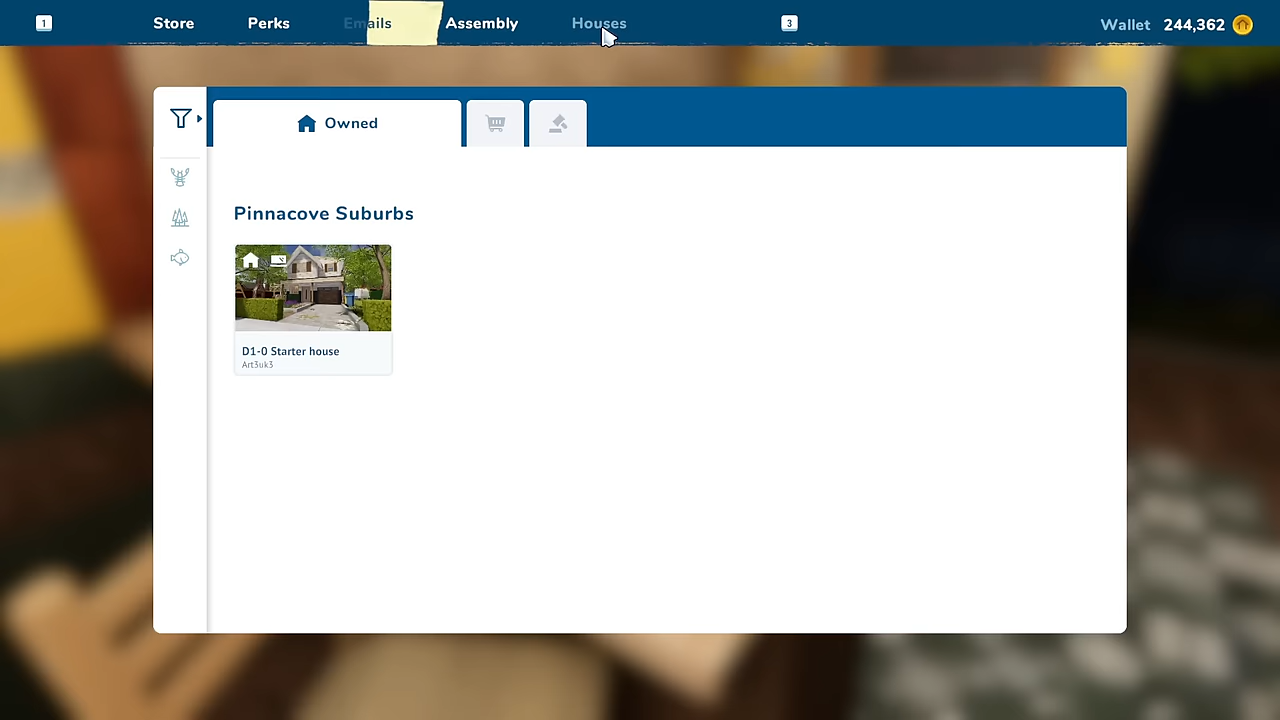 1 Store Perks Emails Assembly Houses 3 Wallet 244,362
Owned
Pinnacove Suburbs
D1-0 Starter house
Art3uk3